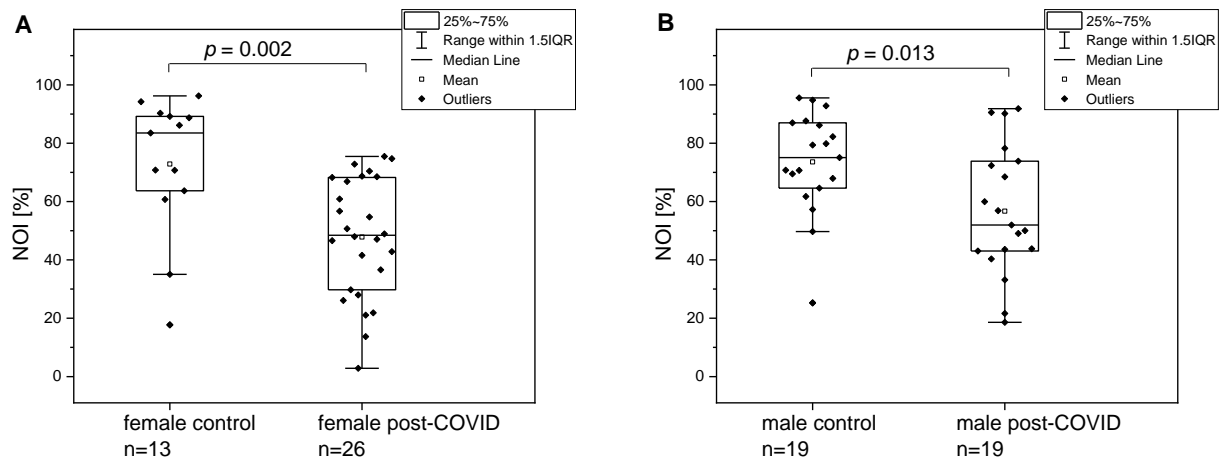 A
p = 0.002
25%~75%
Range within 1.5IQR
Median Line
Mean
Outliers
NOI [%]
100
80
60
40
20
0
female control
n=13
female post-COVID
n=26
B
p = 0.013
25%~75%
Range within 1.5IQR
Median Line
Mean
Outliers
NOI [%]
100
80
60
40
20
0
male control
n=19
male post-COVID
n=19